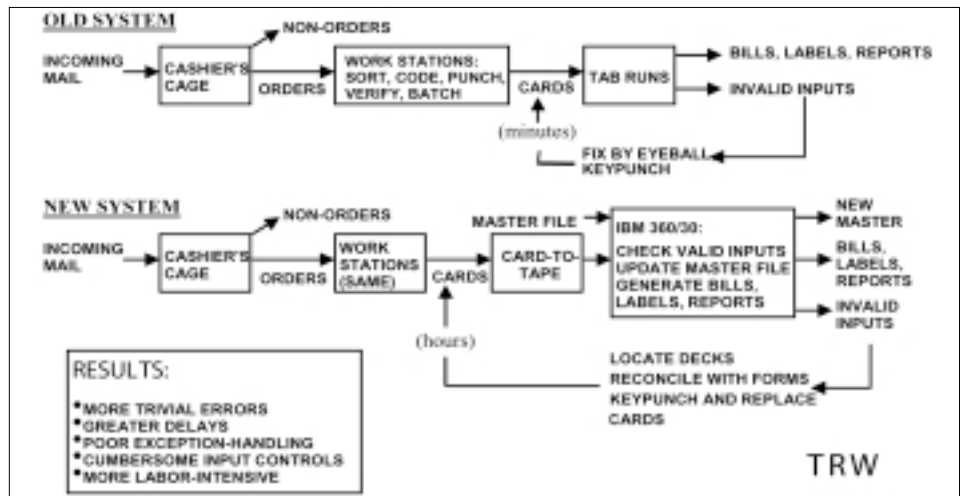 OLD SYSTEM
NON-ORDERS
INCOMING
MAIL
CASHIER'S
CAGE
ORDERS
WORK STATIONS:
SORT, CODE, PUNCH,
VERIFY, BATCH
CARDS
TAB RUNS
BILLS, LABELS, REPORTS
INVALID INPUTS
(minutes)
FIX BY EYEBALL
KEYPUNCH
NEW SYSTEM
NON-ORDERS
INCOMING
MAIL
CASHIER'S
CAGE
ORDERS
WORK
STATIONS
(SAME)
CARDS
MASTER FILE
CARD-TO-
TAPE
IBM 360/30:
CHECK VALID INPUTS
UPDATE MASTER FILE
GENERATE BILLS,
LABELS, REPORTS
NEW
MASTER
BILLS,
LABELS,
REPORTS
INVALID
INPUTS
(hours)
LOCATE DECKS
RECONCILE WITH FORMS
KEYPUNCH AND REPLACE
CARDS
RESULTS:
•MORE TRIVIAL ERRORS
•GREATER DELAYS
•POOR EXCEPTION-HANDLING
•CUMBERSOME INPUT CONTROLS
•MORE LABOR-INTENSIVE
TRW